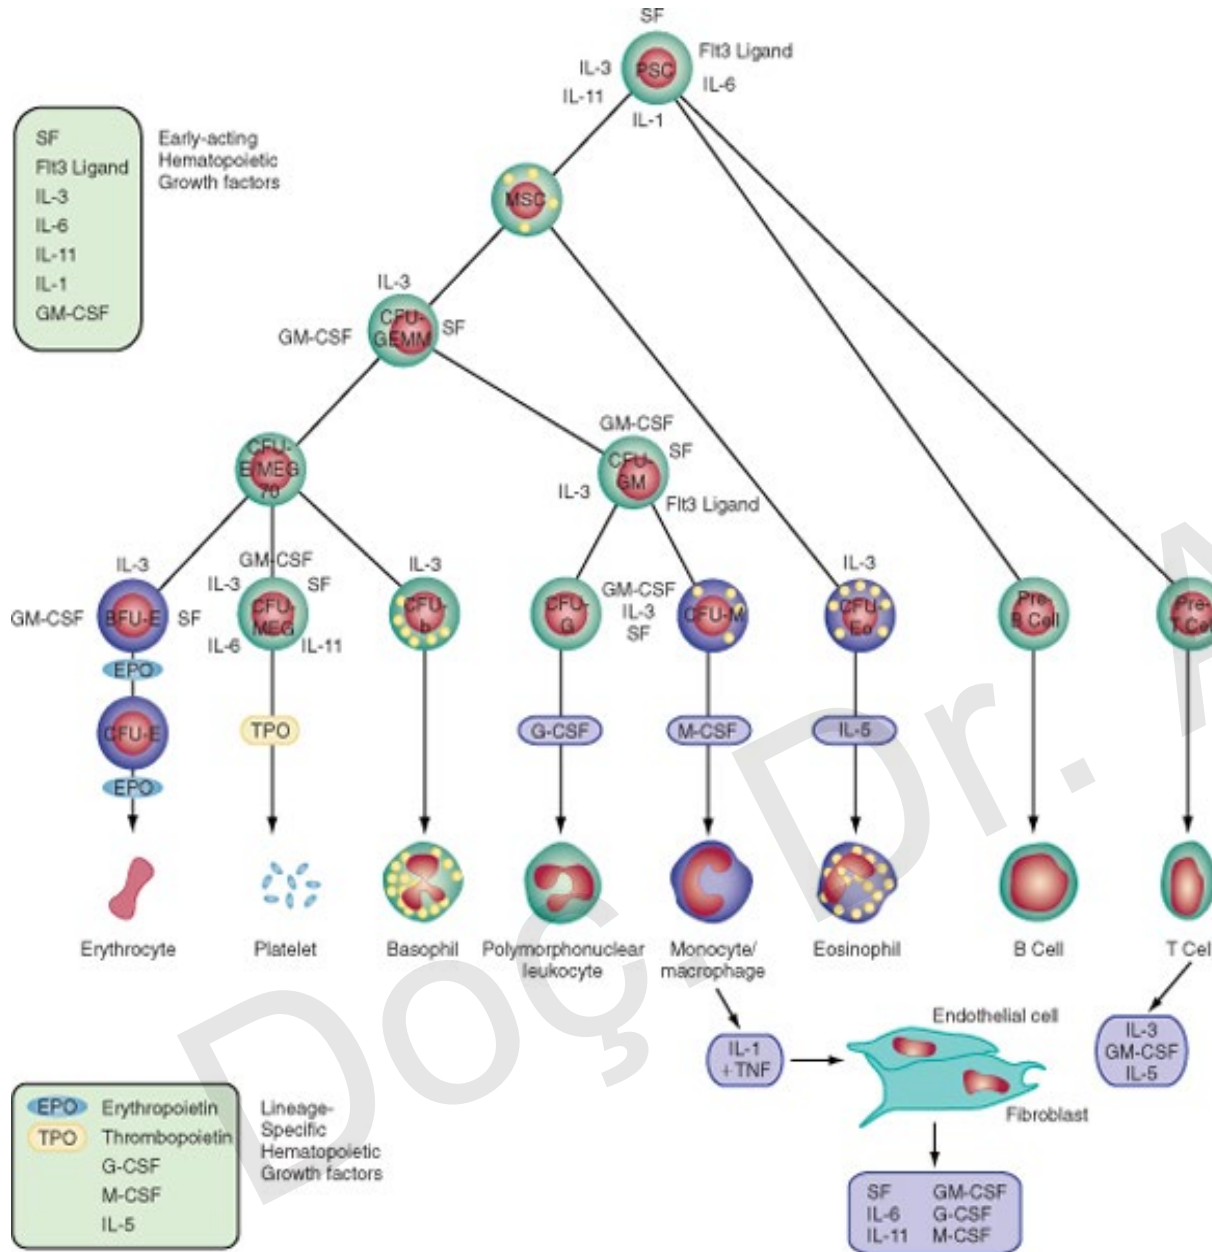 SF
Flt3 Ligand
IL-3
PSC
IL-6
IL-11
IL-1
SF
Flt3 Ligand
IL-3
IL-6
IL-11
IL-1
GM-CSF
Early-acting
Hematopoietic
Growth factors
MSC
IL-3
CFU-
GEMM
SF
GM-CSF
CFU-
E/MEG
70
GM-CSF
SF
CFU-
GM
IL-3
Flt3 Ligand
IL-3
GM-CSF
BFU-E
SF
EPO
CFU-E
EPO
GM-CSF
IL-3
SF
CFU-
MEG
IL-6
IL-11
TPO
IL-3
CFU-
b
CFU-
G
G-CSF
GM-CSF
IL-3
SF
CFU-M
M-CSF
IL-3
CFU-
Eo
IL-5
Pre-
B Cell
Pre-
T Cell
Erythrocyte
Platelet
Basophil
Polymorphonuclear
leukocyte
Monocyte/
macrophage
Eosinophil
B Cell
T Cell
IL-1
+TNF
Endothelial cell
Fibroblast
IL-3
GM-CSF
IL-5
SF GM-CSF
IL-6 G-CSF
IL-11 M-CSF
EPO Erythropoietin
TPO Thrombopoietin
G-CSF
M-CSF
IL-5
Lineage-
Specific
Hematopoietic
Growth factors
Doç. Dr. A